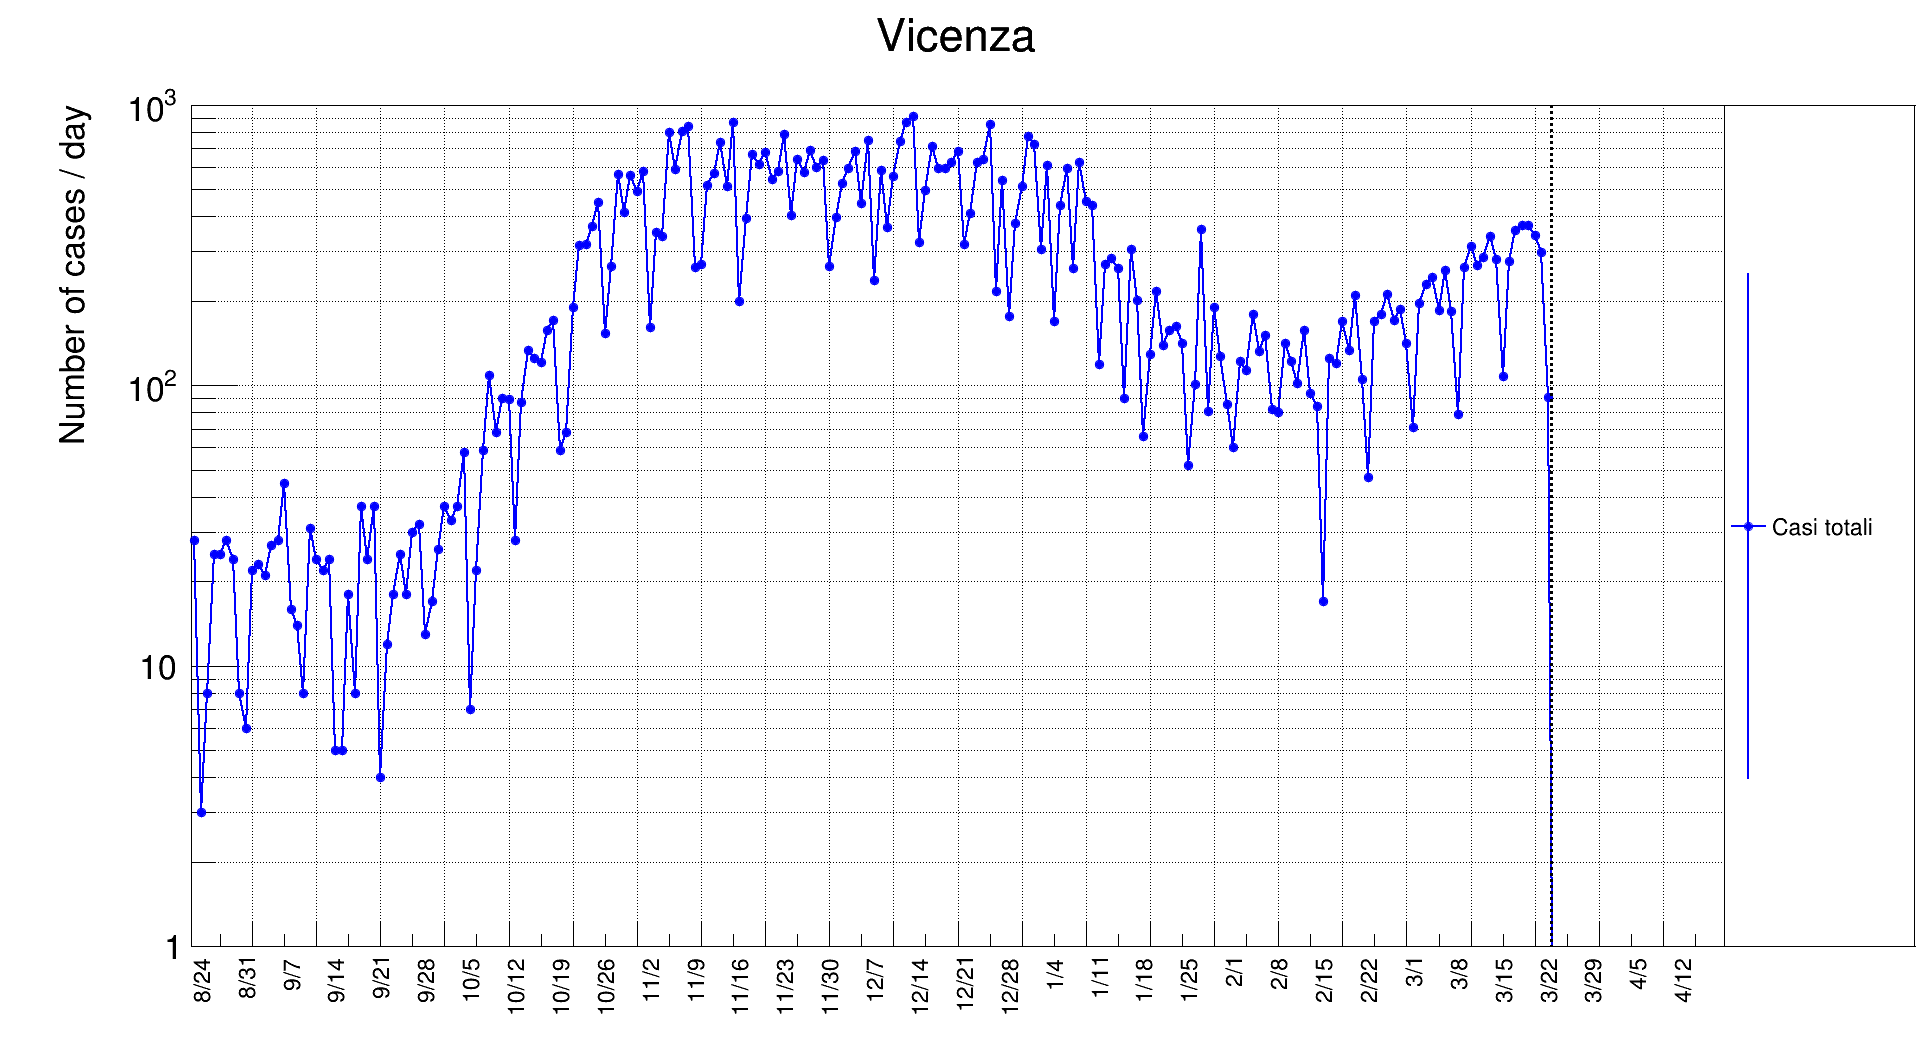 Vicenza
Number of cases / day
10³
10²
10
1
8/24 8/31 9/7 9/14 9/21 9/28 10/5 10/12 10/19 10/26 11/2 11/9 11/16 11/23 11/30 12/7 12/14 12/21 12/28 1/4 1/11 1/18 1/25 2/1 2/8 2/15 2/22 3/1 3/8 3/15 3/22 3/29 4/5 4/12
Casi totali